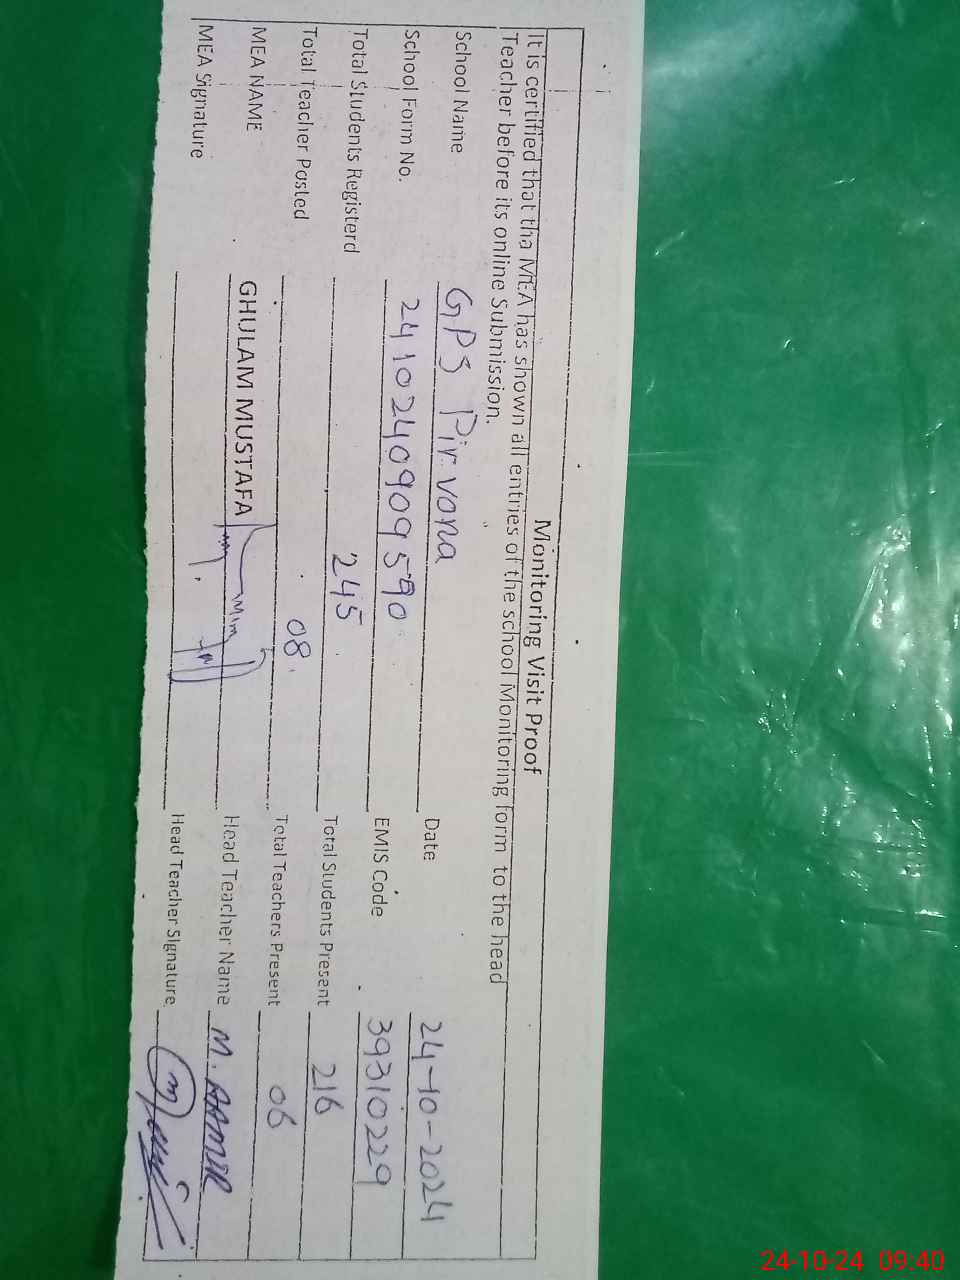 Monitoring Visit Proof
It is certified that tha MEA has shown all entries of the school Monitoring form to the head
Teacher before its online Submission.
School Name GPS Pir vona Date 24-10-2024
School Form No. 2410240909590 EMIS Code 39310229
Total Students Registerd 245 Total Students Present 216
Total Teacher Posted 08 Total Teachers Present 06
MEA NAME GHULAM MUSTAFA Head Teacher Name M. AAMIR
MEA Signature Head Teacher Signature
24-10-24 09:40